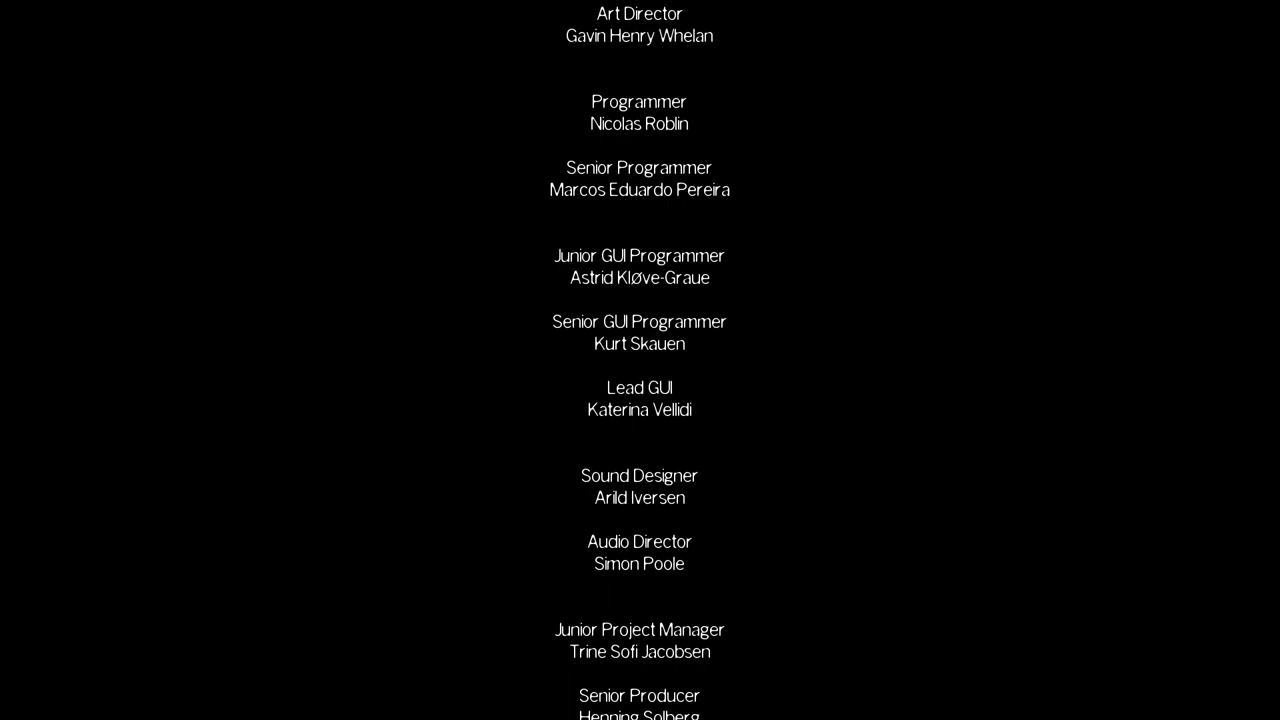 Art Director
Gavin Henry Whelan
Programmer
Nicolas Roblin
Senior Programmer
Marcos Eduardo Pereira
Junior GUI Programmer
Astrid Kløve-Graue
Senior GUI Programmer
Kurt Skauen
Lead GUI
Katerina Vellidi
Sound Designer
Arild Iversen
Audio Director
Simon Poole
Junior Project Manager
Trine Sofi Jacobsen
Senior Producer
Henning Solberg